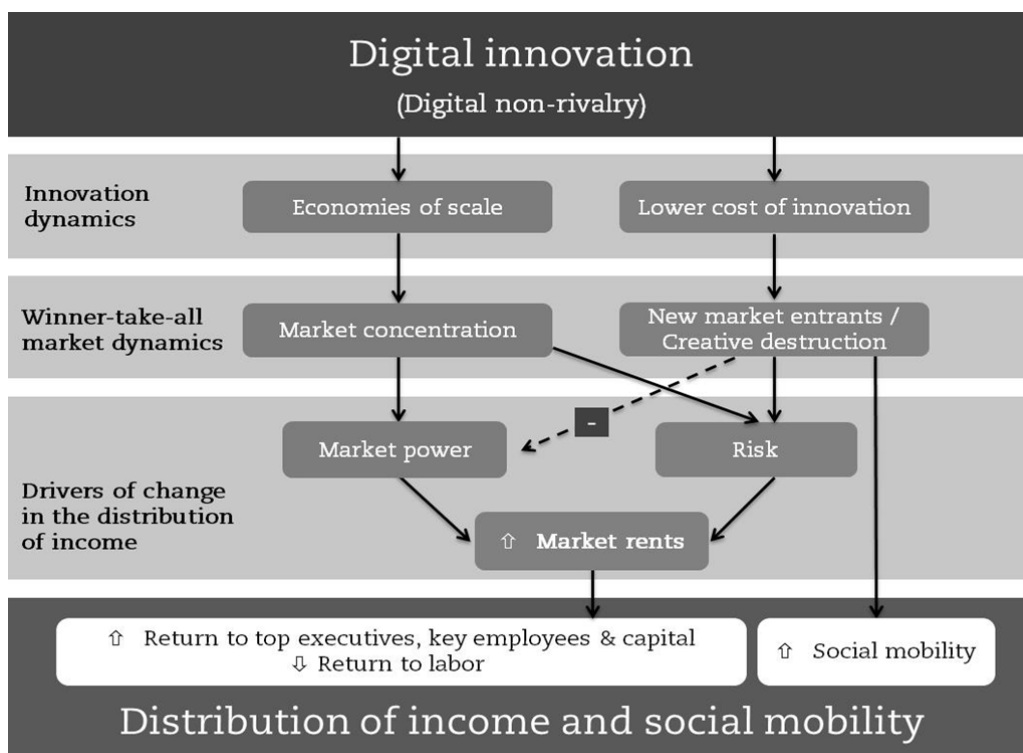 Digital innovation
(Digital non-rivalry)
Innovation
dynamics
Economies of scale
Lower cost of innovation
Winner-take-all
market dynamics
Market concentration
New market entrants /
Creative destruction
-
Market power
Risk
Drivers of change
in the distribution
of income
⇧ Market rents
⇧ Return to top executives, key employees & capital
⇩ Return to labor
⇧ Social mobility
Distribution of income and social mobility